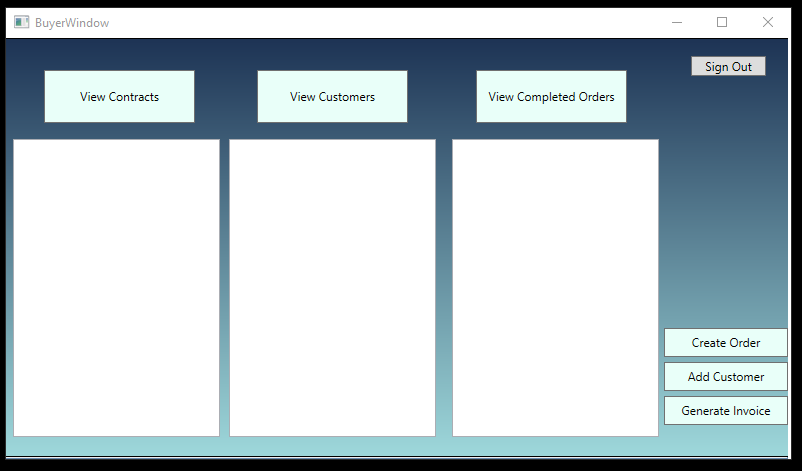 BuyerWindow
Sign Out
View Contracts
View Customers
View Completed Orders
Create Order
Add Customer
Generate Invoice